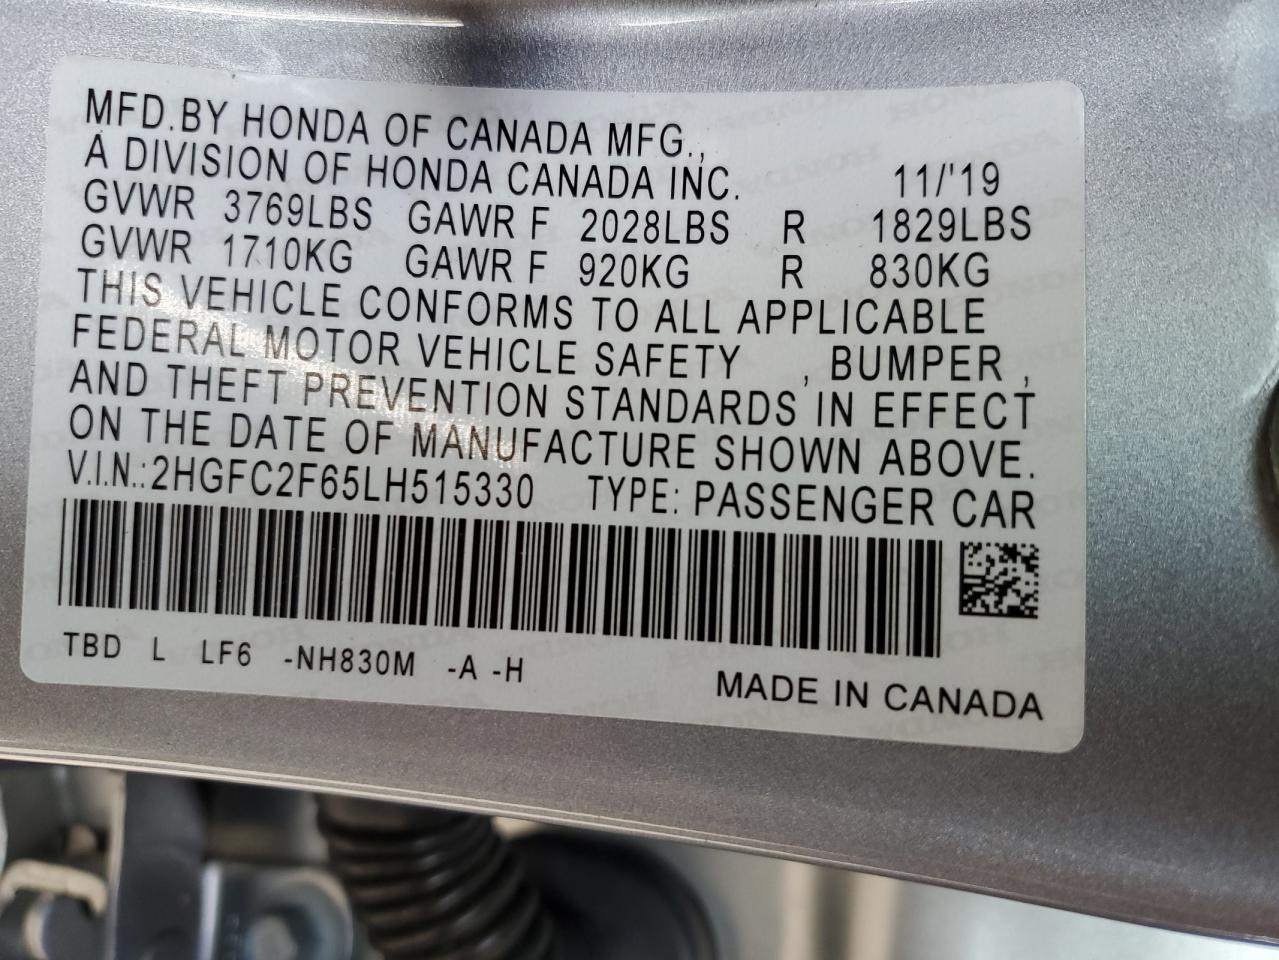 MFD.BY HONDA OF CANADA MFG.,
A DIVISION OF HONDA CANADA INC. 11/'19
GVWR 3769LBS GAWR F 2028LBS R 1829LBS
GVWR 1710KG GAWR F 920KG R 830KG
THIS VEHICLE CONFORMS TO ALL APPLICABLE
FEDERAL MOTOR VEHICLE SAFETY , BUMPER ,
AND THEFT PREVENTION STANDARDS IN EFFECT
ON THE DATE OF MANUFACTURE SHOWN ABOVE.
V.I.N.:2HGFC2F65LH515330 TYPE: PASSENGER CAR
TBD L LF6 -NH830M -A -H
MADE IN CANADA